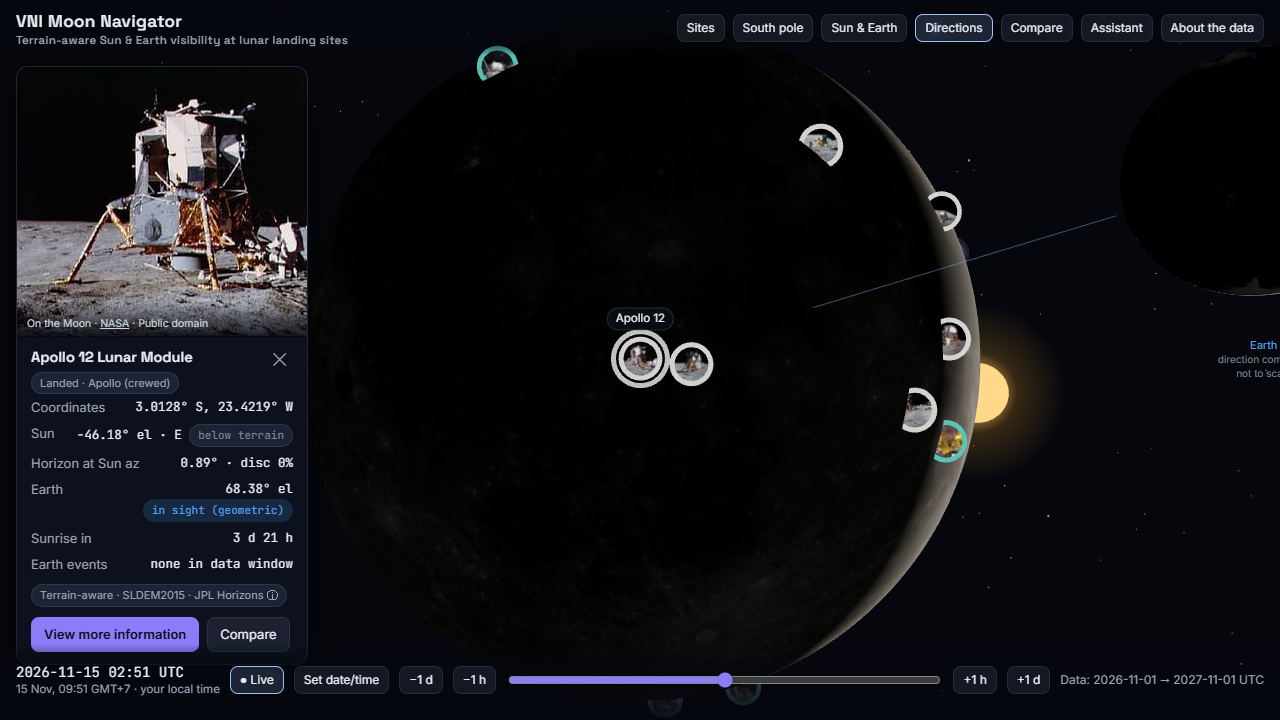 VNI Moon Navigator
Terrain-aware Sun & Earth visibility at lunar landing sites
Sites
South pole
Sun & Earth
Directions
Compare
Assistant
About the data
On the Moon · NASA · Public domain
Apollo 12 Lunar Module
Landed · Apollo (crewed)
Coordinates 3.0128° S, 23.4219° W
Sun -46.18° el · E below terrain
Horizon at Sun az 0.89° · disc 0%
Earth 68.38° el
in sight (geometric)
Sunrise in 3 d 21 h
Earth events none in data window
Terrain-aware · SLDEM2015 · JPL Horizons ⓘ
View more information
Compare
Apollo 12
Earth
direction com
not to sca
2026-11-15 02:51 UTC
15 Nov, 09:51 GMT+7 · your local time
● Live
Set date/time
−1 d
−1 h
+1 h
+1 d
Data: 2026-11-01 → 2027-11-01 UTC